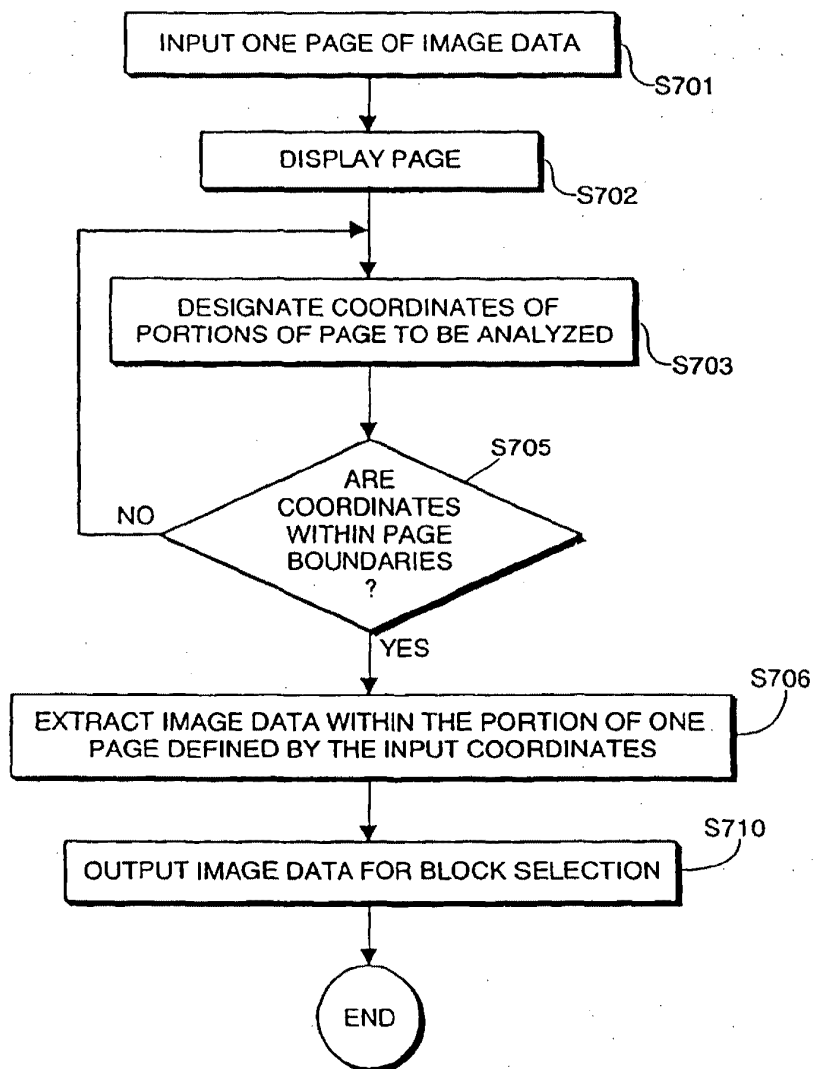 INPUT ONE PAGE OF IMAGE DATA
S701
DISPLAY PAGE
S702
DESIGNATE COORDINATES OF
PORTIONS OF PAGE TO BE ANALYZED
S703
S705
ARE
COORDINATES
WITHIN PAGE
BOUNDARIES
?
NO
YES
S706
EXTRACT IMAGE DATA WITHIN THE PORTION OF ONE
PAGE DEFINED BY THE INPUT COORDINATES
S710
OUTPUT IMAGE DATA FOR BLOCK SELECTION
END